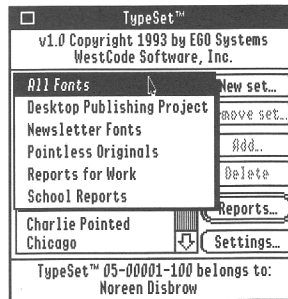 TypeSet™
v1.0 Copyright 1993 by EGO Systems
WestCode Software, Inc.
All Fonts
Desktop Publishing Project
Newsletter Fonts
Pointless Originals
Reports for Work
School Reports
Charlie Pointed
Chicago
New set...
set...
Add...
Delete
Reports...
Settings...
TypeSet™ 05-00001-100 belongs to:
Noreen Disbrow